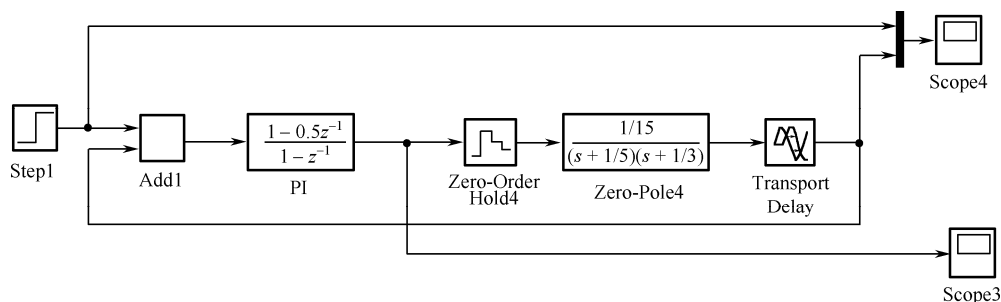 Scope4
Step1
Add1
1 − 0.5z⁻¹
1 − z⁻¹
PI
Zero-Order
Hold4
1/15
(s + 1/5)(s + 1/3)
Zero-Pole4
Transport
Delay
Scope3